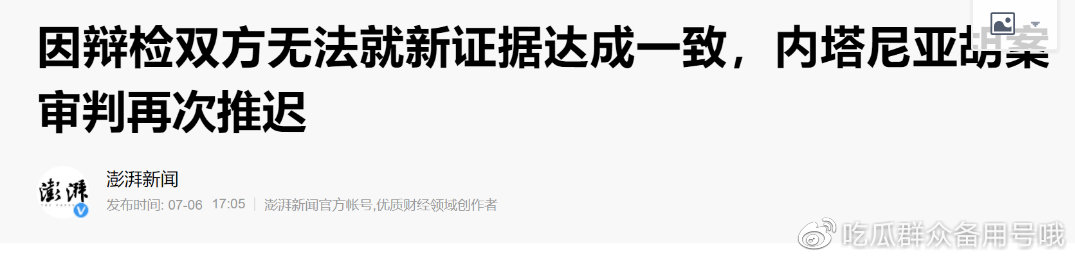 因辩检双方无法就新证据达成一致，内塔尼亚胡案
审判再次推迟
澎湃
澎湃新闻
发布时间: 07-06 17:05 澎湃新闻官方帐号,优质财经领域创作者
吃瓜群众备用号哦